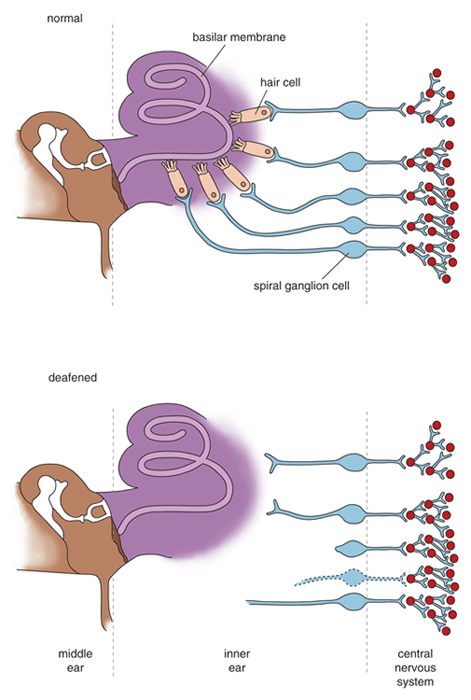 normal
basilar membrane
hair cell
spiral ganglion cell
deafened
middle
ear
inner
ear
central
nervous
system